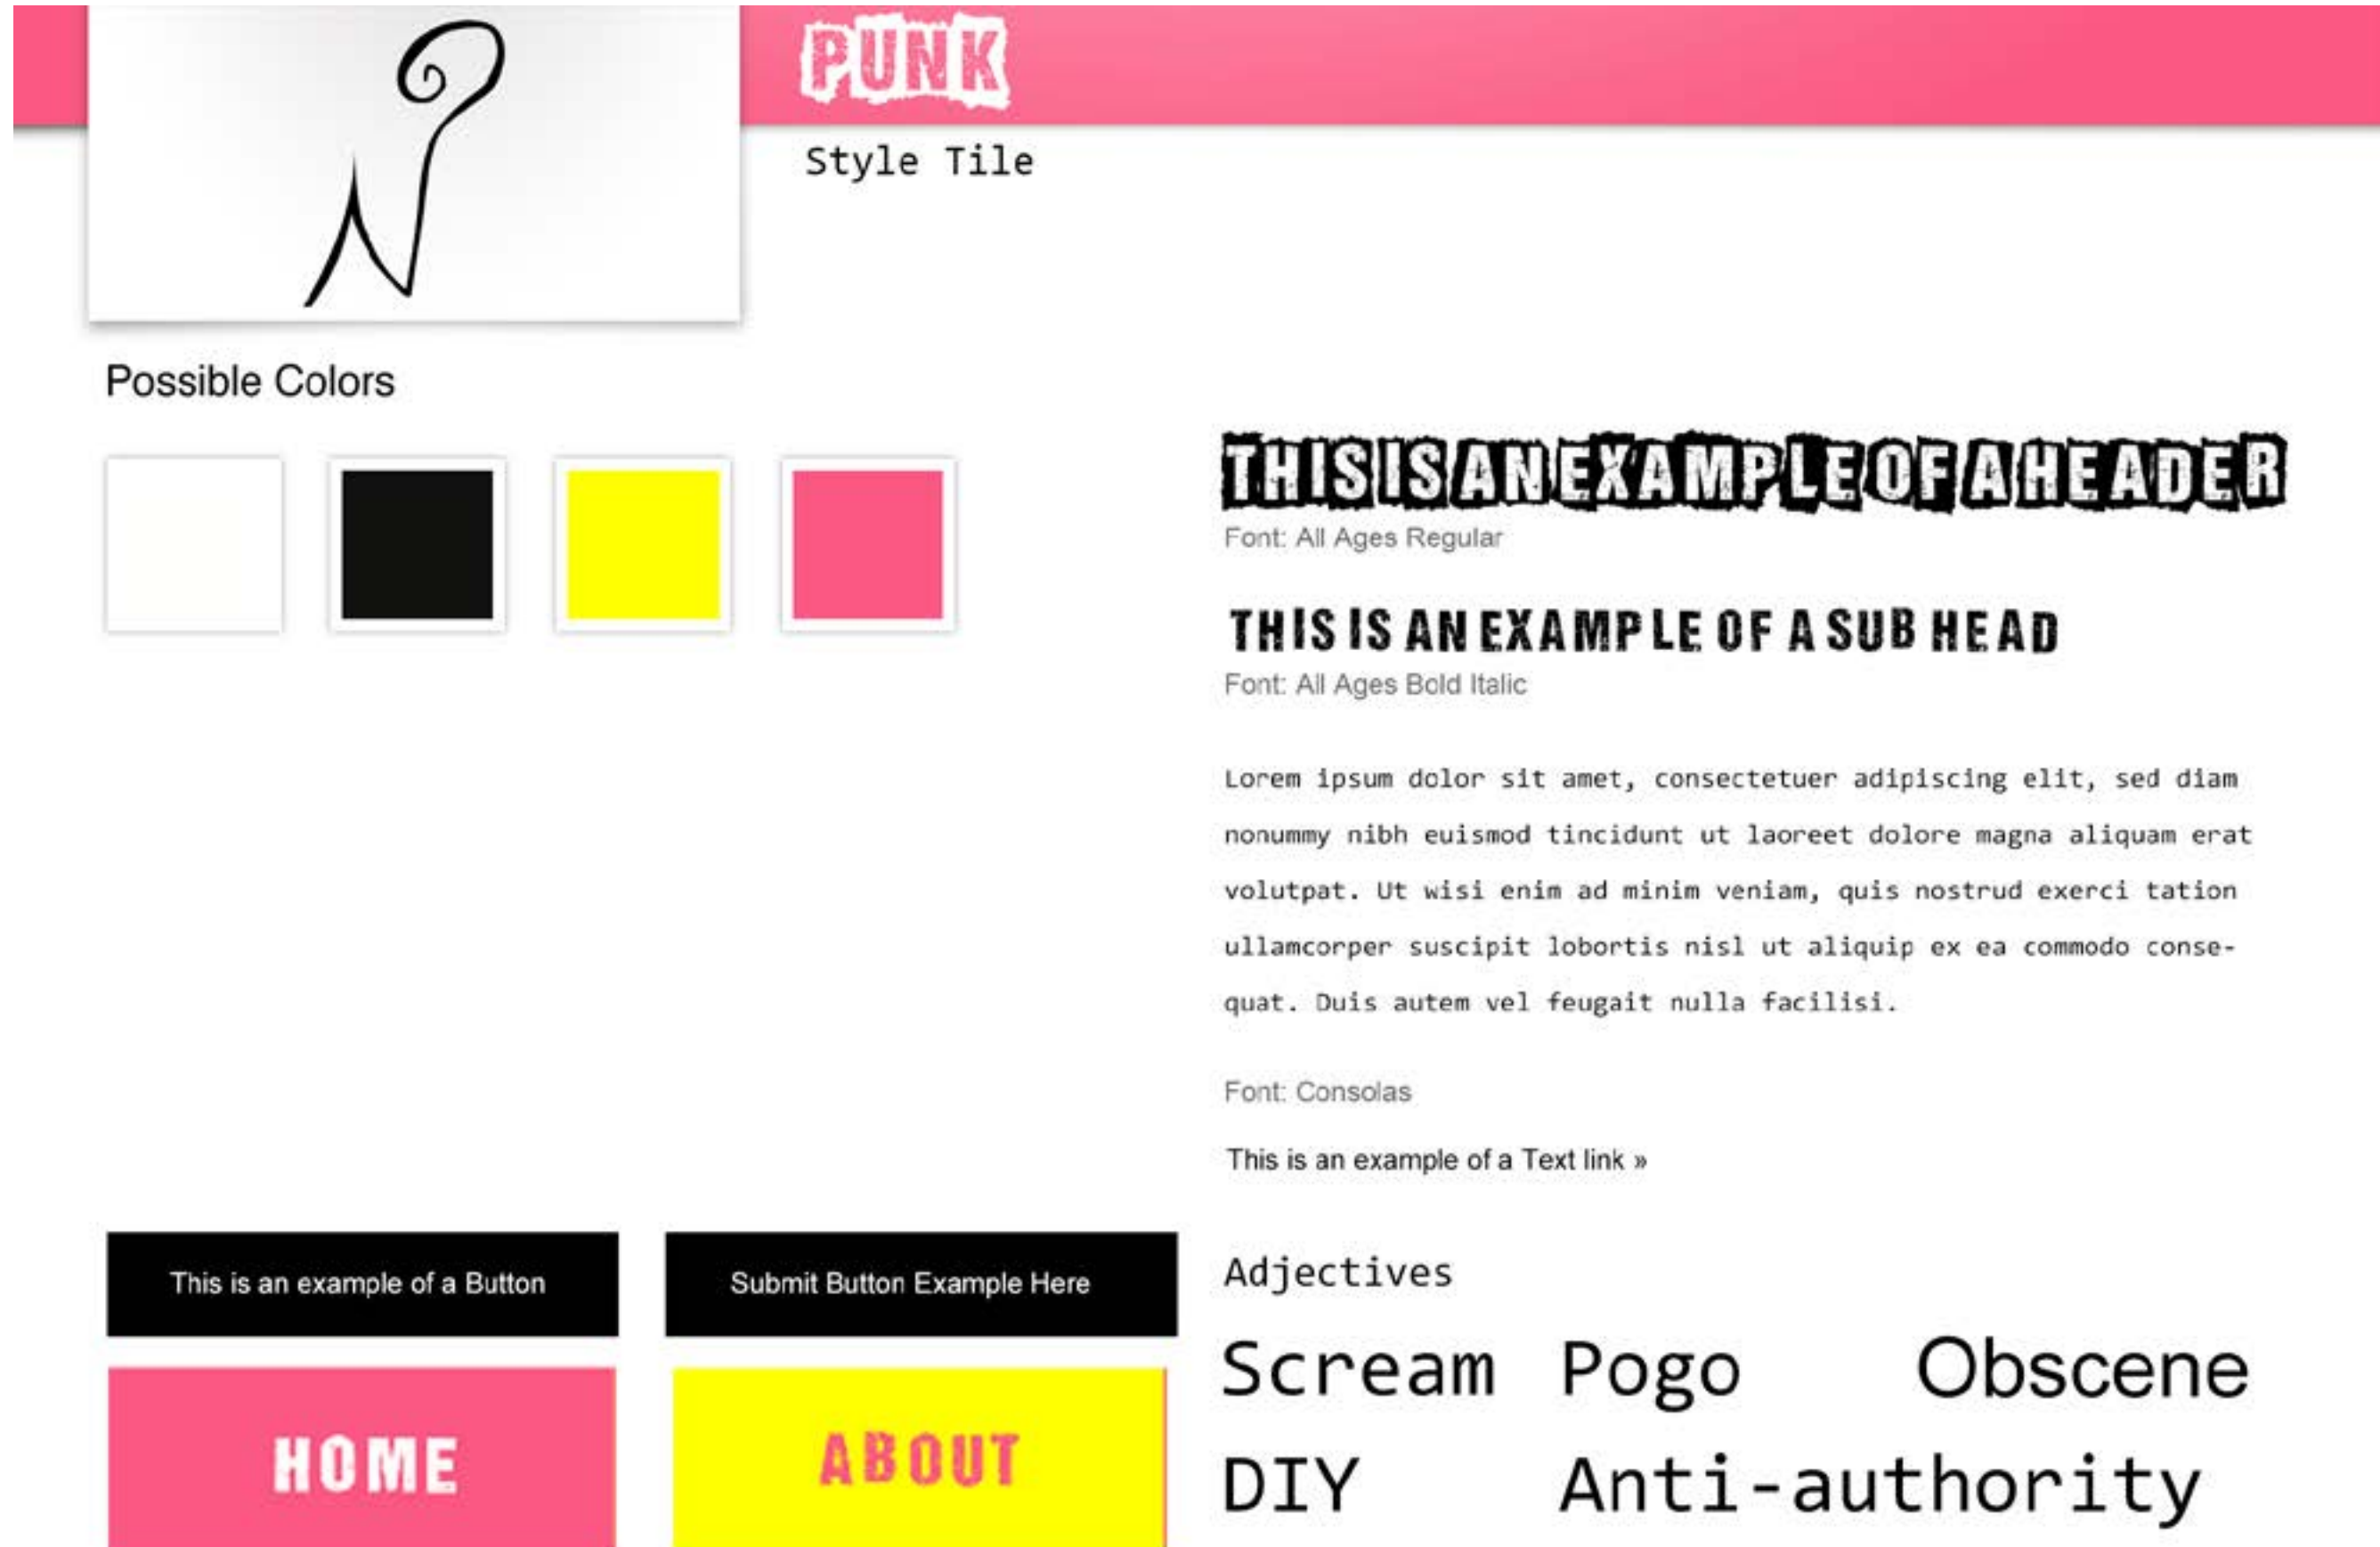 PUNK
Style Tile
Possible Colors
THIS IS AN EXAMPLE OF A HEADER
Font: All Ages Regular
THIS IS AN EXAMPLE OF A SUB HEAD
Font: All Ages Bold Italic
Lorem ipsum dolor sit amet, consectetuer adipiscing elit, sed diam
nonummy nibh euismod tincidunt ut laoreet dolore magna aliquam erat
volutpat. Ut wisi enim ad minim veniam, quis nostrud exerci tation
ullamcorper suscipit lobortis nisl ut aliquip ex ea commodo conse-
quat. Duis autem vel feugait nulla facilisi.
Font: Consolas
This is an example of a Text link »
This is an example of a Button
Submit Button Example Here
HOME
ABOUT
Adjectives
Scream Pogo Obscene
DIY Anti-authority